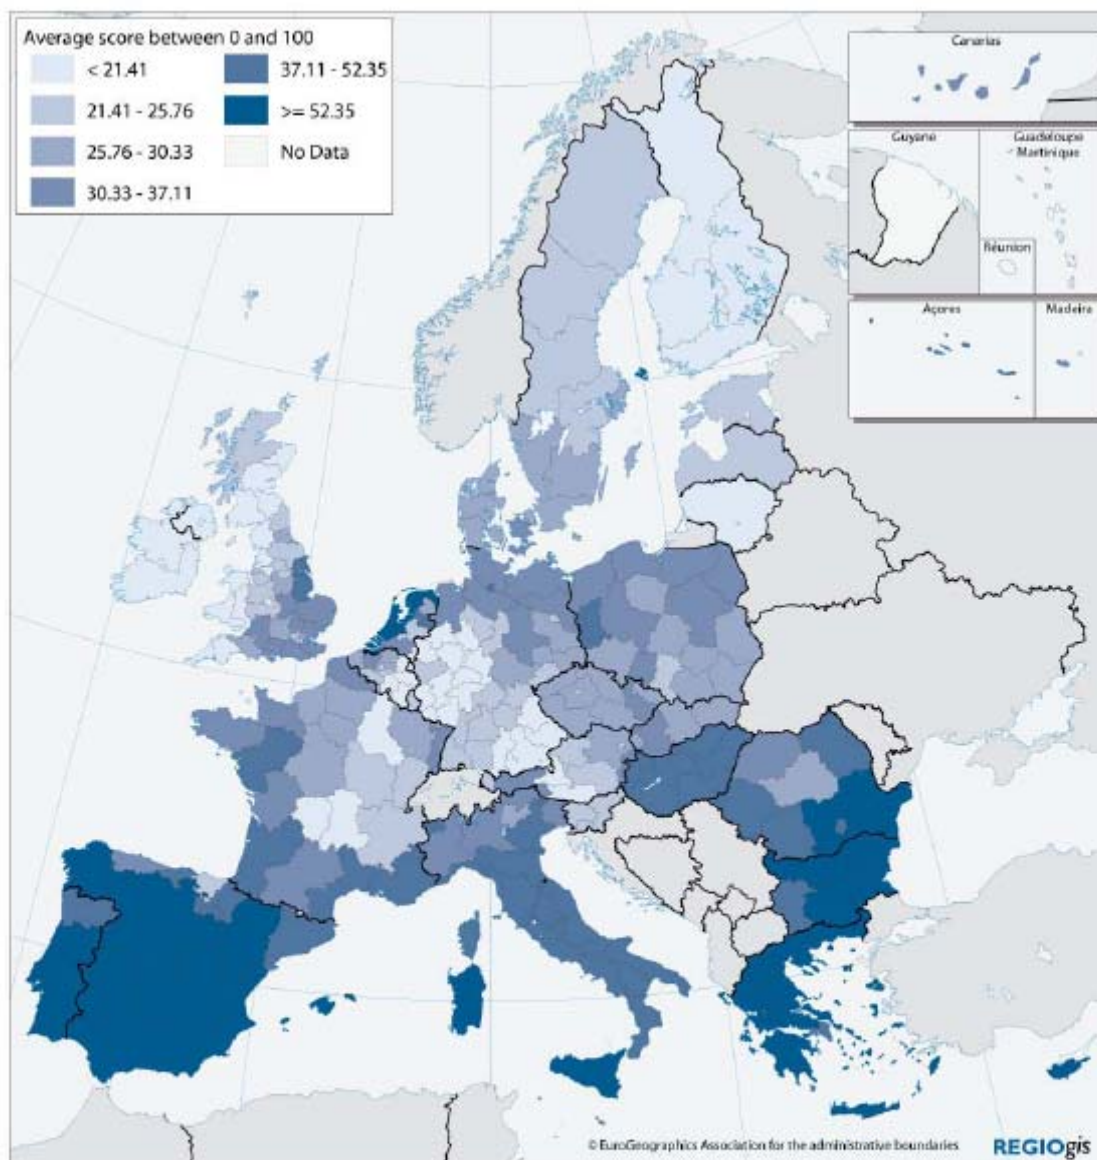 Average score between 0 and 100
< 21.41
21.41 - 25.76
25.76 - 30.33
30.33 - 37.11
37.11 - 52.35
>= 52.35
No Data
Canarias
Guyane
Guadeloupe
Martinique
Réunion
Açores
Madeira
© EuroGeographics Association for the administrative boundaries
REGIOgis